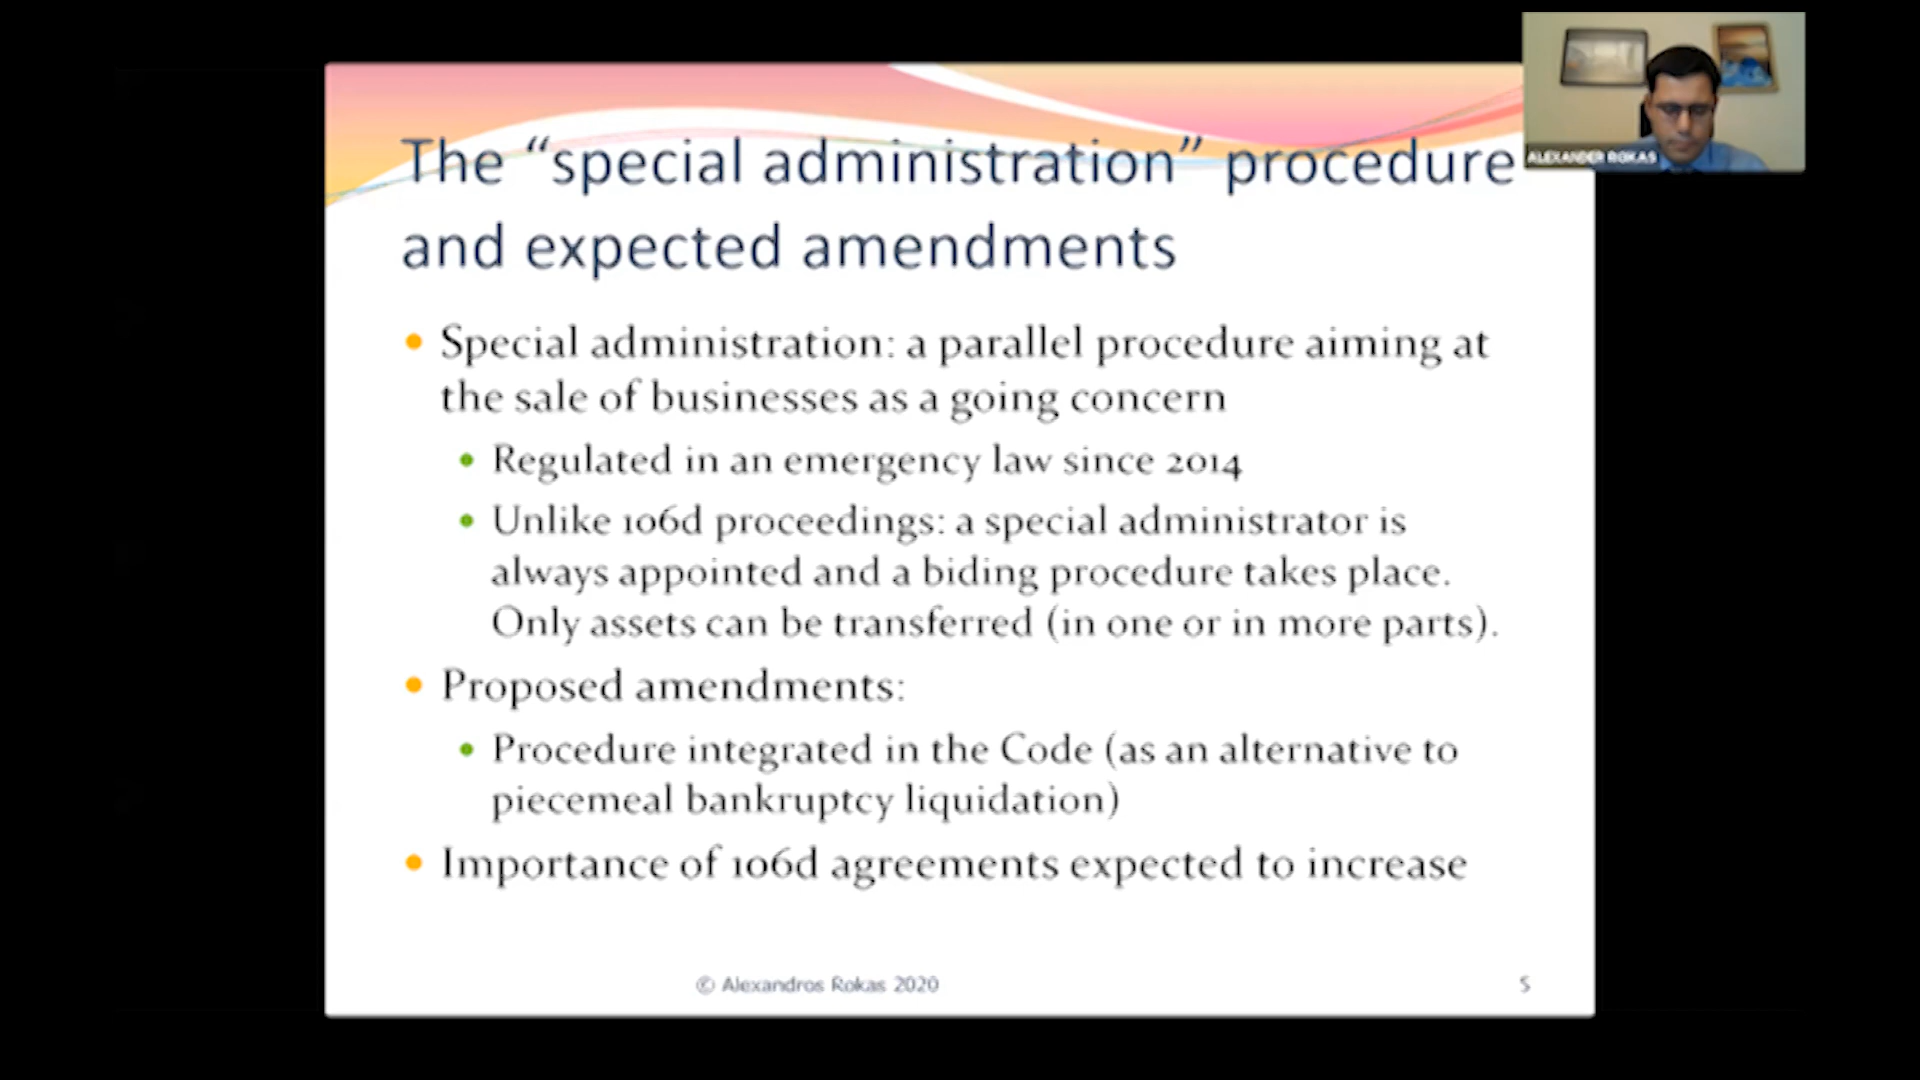 The “special administration” procedure
and expected amendments
ALEXANDER ROKAS
• Special administration: a parallel procedure aiming at
the sale of businesses as a going concern
• Regulated in an emergency law since 2014
• Unlike 106d proceedings: a special administrator is
always appointed and a biding procedure takes place.
Only assets can be transferred (in one or in more parts).
• Proposed amendments:
• Procedure integrated in the Code (as an alternative to
piecemeal bankruptcy liquidation)
• Importance of 106d agreements expected to increase
© Alexandros Rokas 2020
5